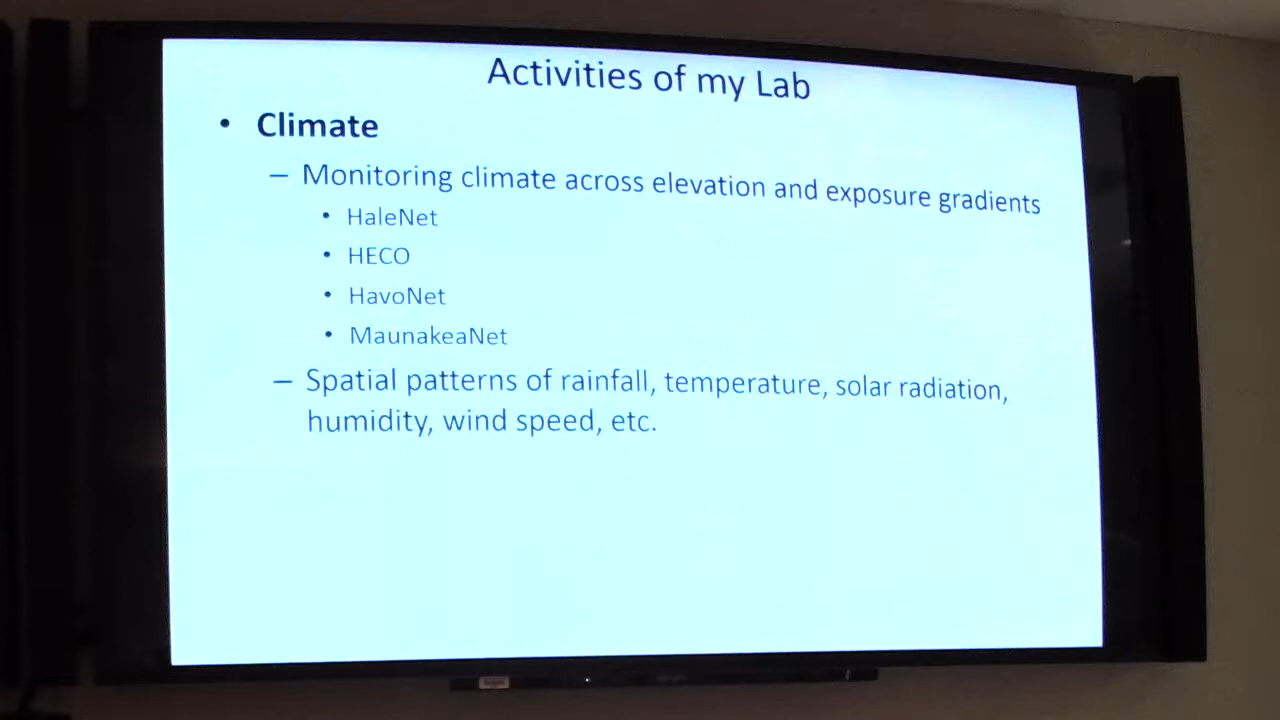 Activities of my Lab
• Climate
– Monitoring climate across elevation and exposure gradients
• HaleNet
• HECO
• HavoNet
• MaunakeaNet
– Spatial patterns of rainfall, temperature, solar radiation,
humidity, wind speed, etc.